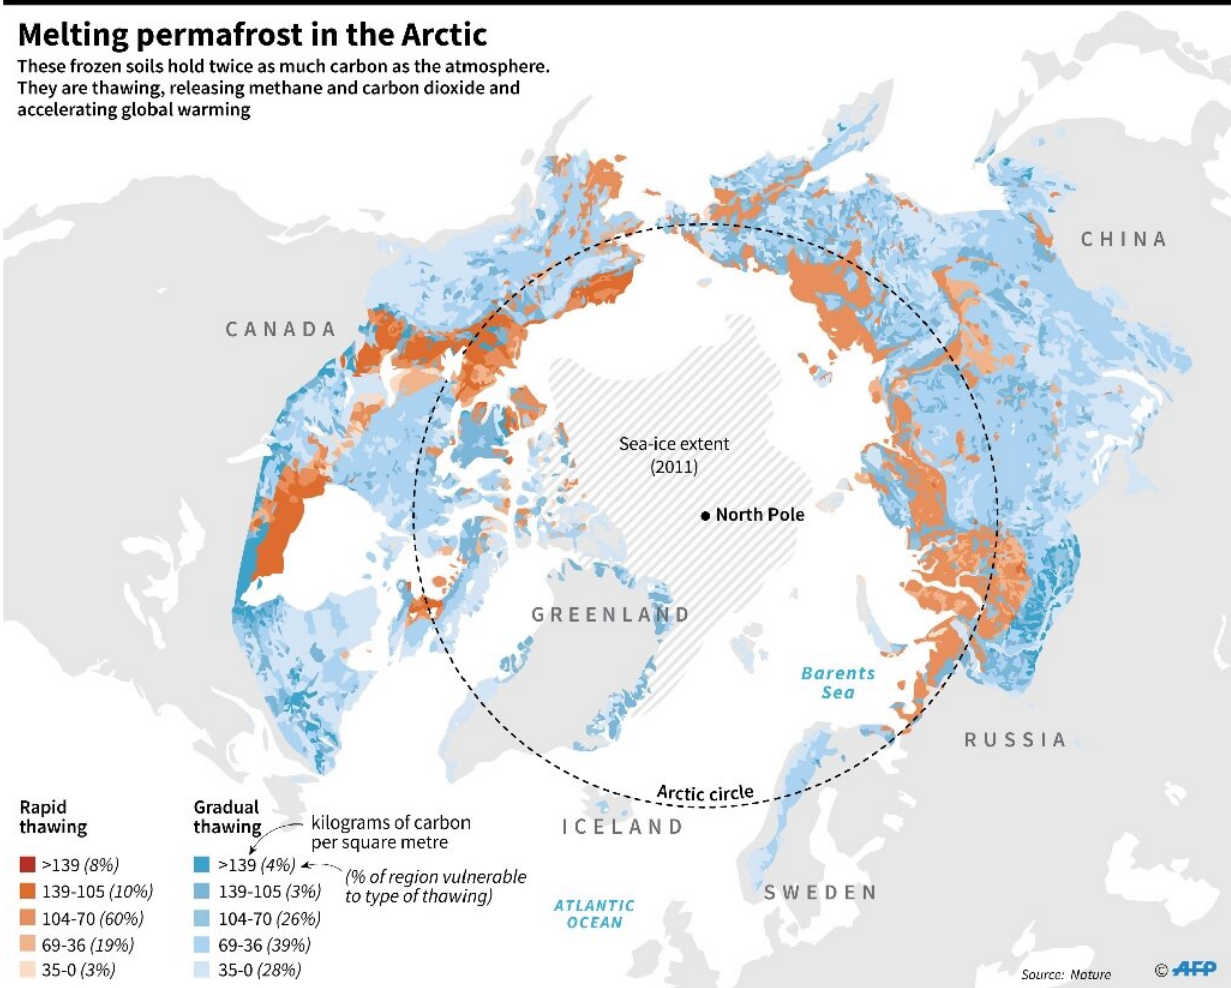 Melting permafrost in the Arctic
These frozen soils hold twice as much carbon as the atmosphere.
They are thawing, releasing methane and carbon dioxide and
accelerating global warming
CHINA
CANADA
Sea-ice extent
(2011)
North Pole
GREENLAND
Barents
Sea
RUSSIA
Arctic circle
ICELAND
SWEDEN
ATLANTIC
OCEAN
Rapid
thawing
>139 (8%)
139-105 (10%)
104-70 (60%)
69-36 (19%)
35-0 (3%)
Gradual
thawing
kilograms of carbon
per square metre
>139 (4%)
(% of region vulnerable
to type of thawing)
139-105 (3%)
104-70 (26%)
69-36 (39%)
35-0 (28%)
Source: Nature
© AFP